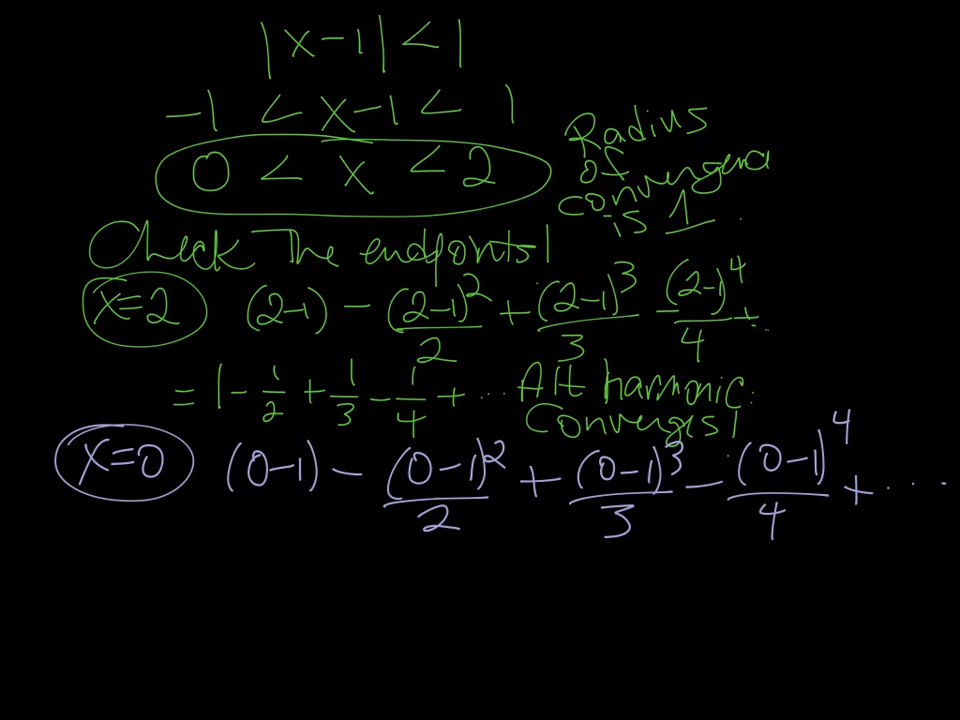 |x-1| < 1
-1 < x-1 < 1
0 < x < 2
Radius
of
convergence
is 1.
Check The endpoints!
x=2 (2-1) - (2-1)^2/2 + (2-1)^3/3 - (2-1)^4/4 + ...
= 1 - 1/2 + 1/3 - 1/4 + ... Alt harmonic.
Converges!
x=0 (0-1) - (0-1)^2/2 + (0-1)^3/3 - (0-1)^4/4 + ....